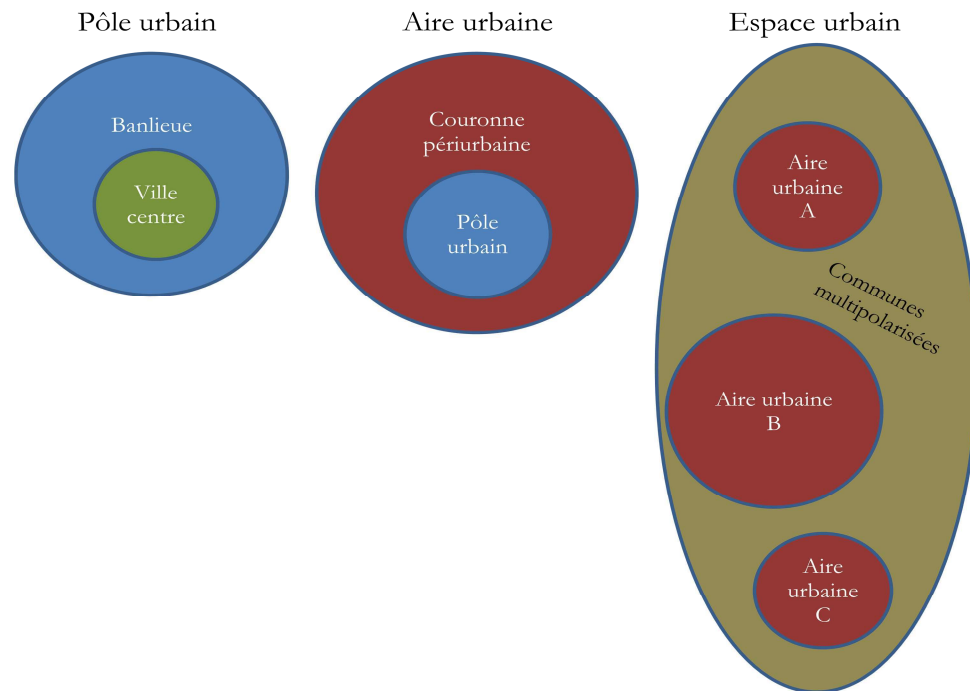 Pôle urbain
Banlieue
Ville
centre
Aire urbaine
Couronne
périurbaine
Pôle
urbain
Espace urbain
Aire
urbaine
A
Communes
multipolarisées
Aire urbaine
B
Aire
urbaine
C